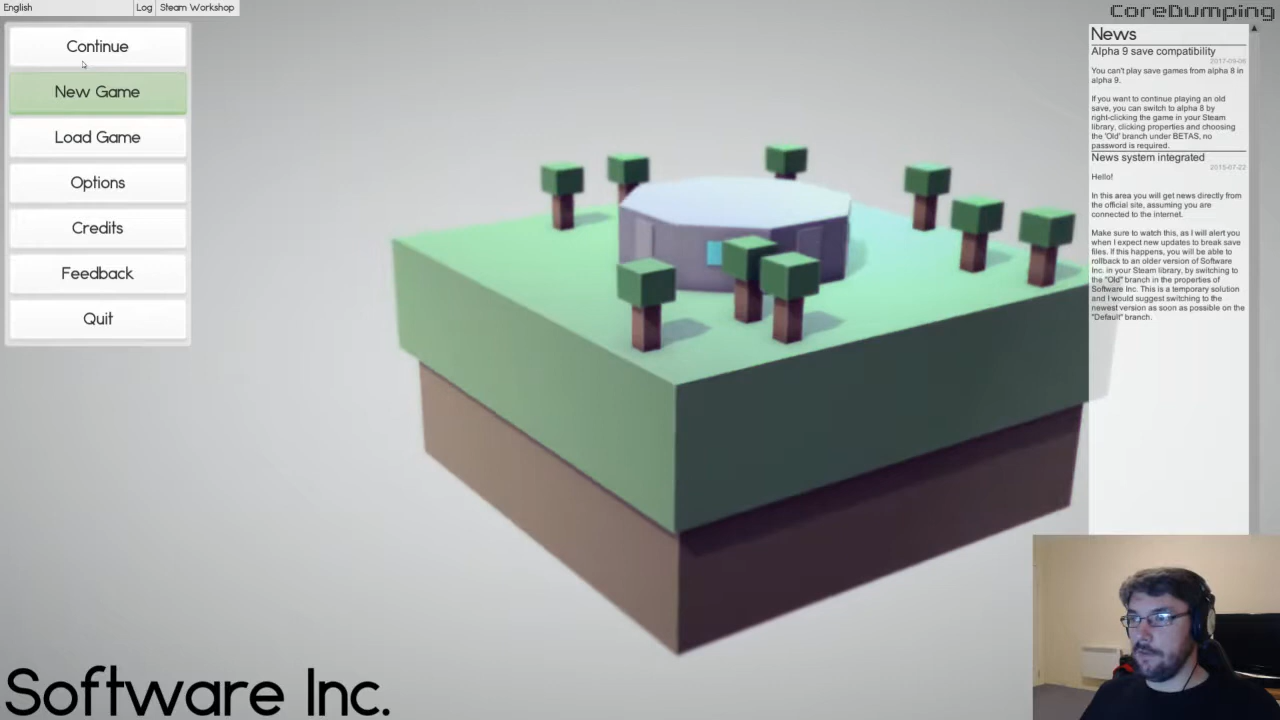 English
Log
Steam Workshop
CoreDumping
Continue
New Game
Load Game
Options
Credits
Feedback
Quit
News
Alpha 9 save compatibility
2017-09-06
You can't play save games from alpha 8 in
alpha 9.
If you want to continue playing an old
save, you can switch to alpha 8 by
right-clicking the game in your Steam
library, clicking properties and choosing
the 'Old' branch under BETAS, no
password is required.
News system integrated
2015-07-22
Hello!
In this area you will get news directly from
the official site, assuming you are
connected to the internet.
Make sure to watch this, as I will alert you
when I expect new updates to break save
files. If this happens, you will be able to
rollback to an older version of Software
Inc. in your Steam library, by switching to
the "Old" branch in the properties of
Software Inc. This is a temporary solution
and I would suggest switching to the
newest version as soon as possible on the
"Default" branch.
Software Inc.